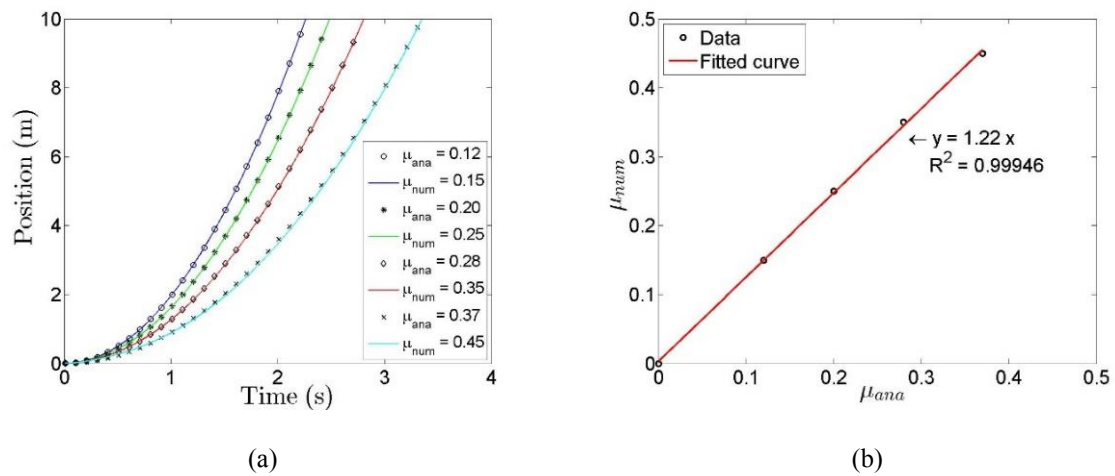 10
8
6
4
2
0
0
1
2
3
4
Position (m)
Time (s)
μana = 0.12
μnum = 0.15
μana = 0.20
μnum = 0.25
μana = 0.28
μnum = 0.35
μana = 0.37
μnum = 0.45
(a)
0.5
0.4
0.3
0.2
0.1
0
0
0.1
0.2
0.3
0.4
0.5
μnum
μana
Data
Fitted curve
← y = 1.22 x
R² = 0.99946
(b)